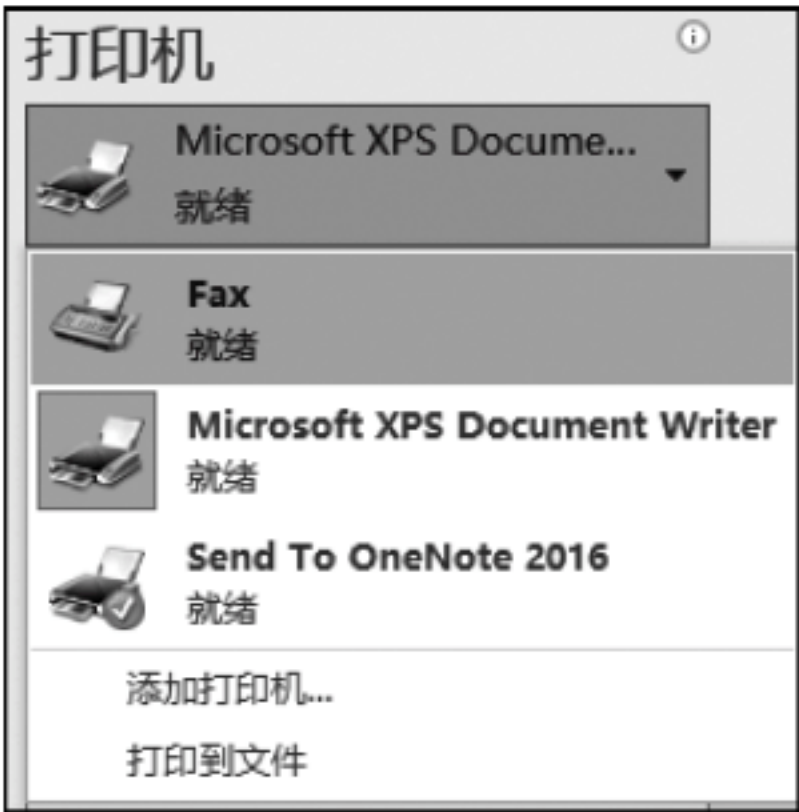 打印机
Microsoft XPS Docume...
就绪
Fax
就绪
Microsoft XPS Document Writer
就绪
Send To OneNote 2016
就绪
添加打印机...
打印到文件